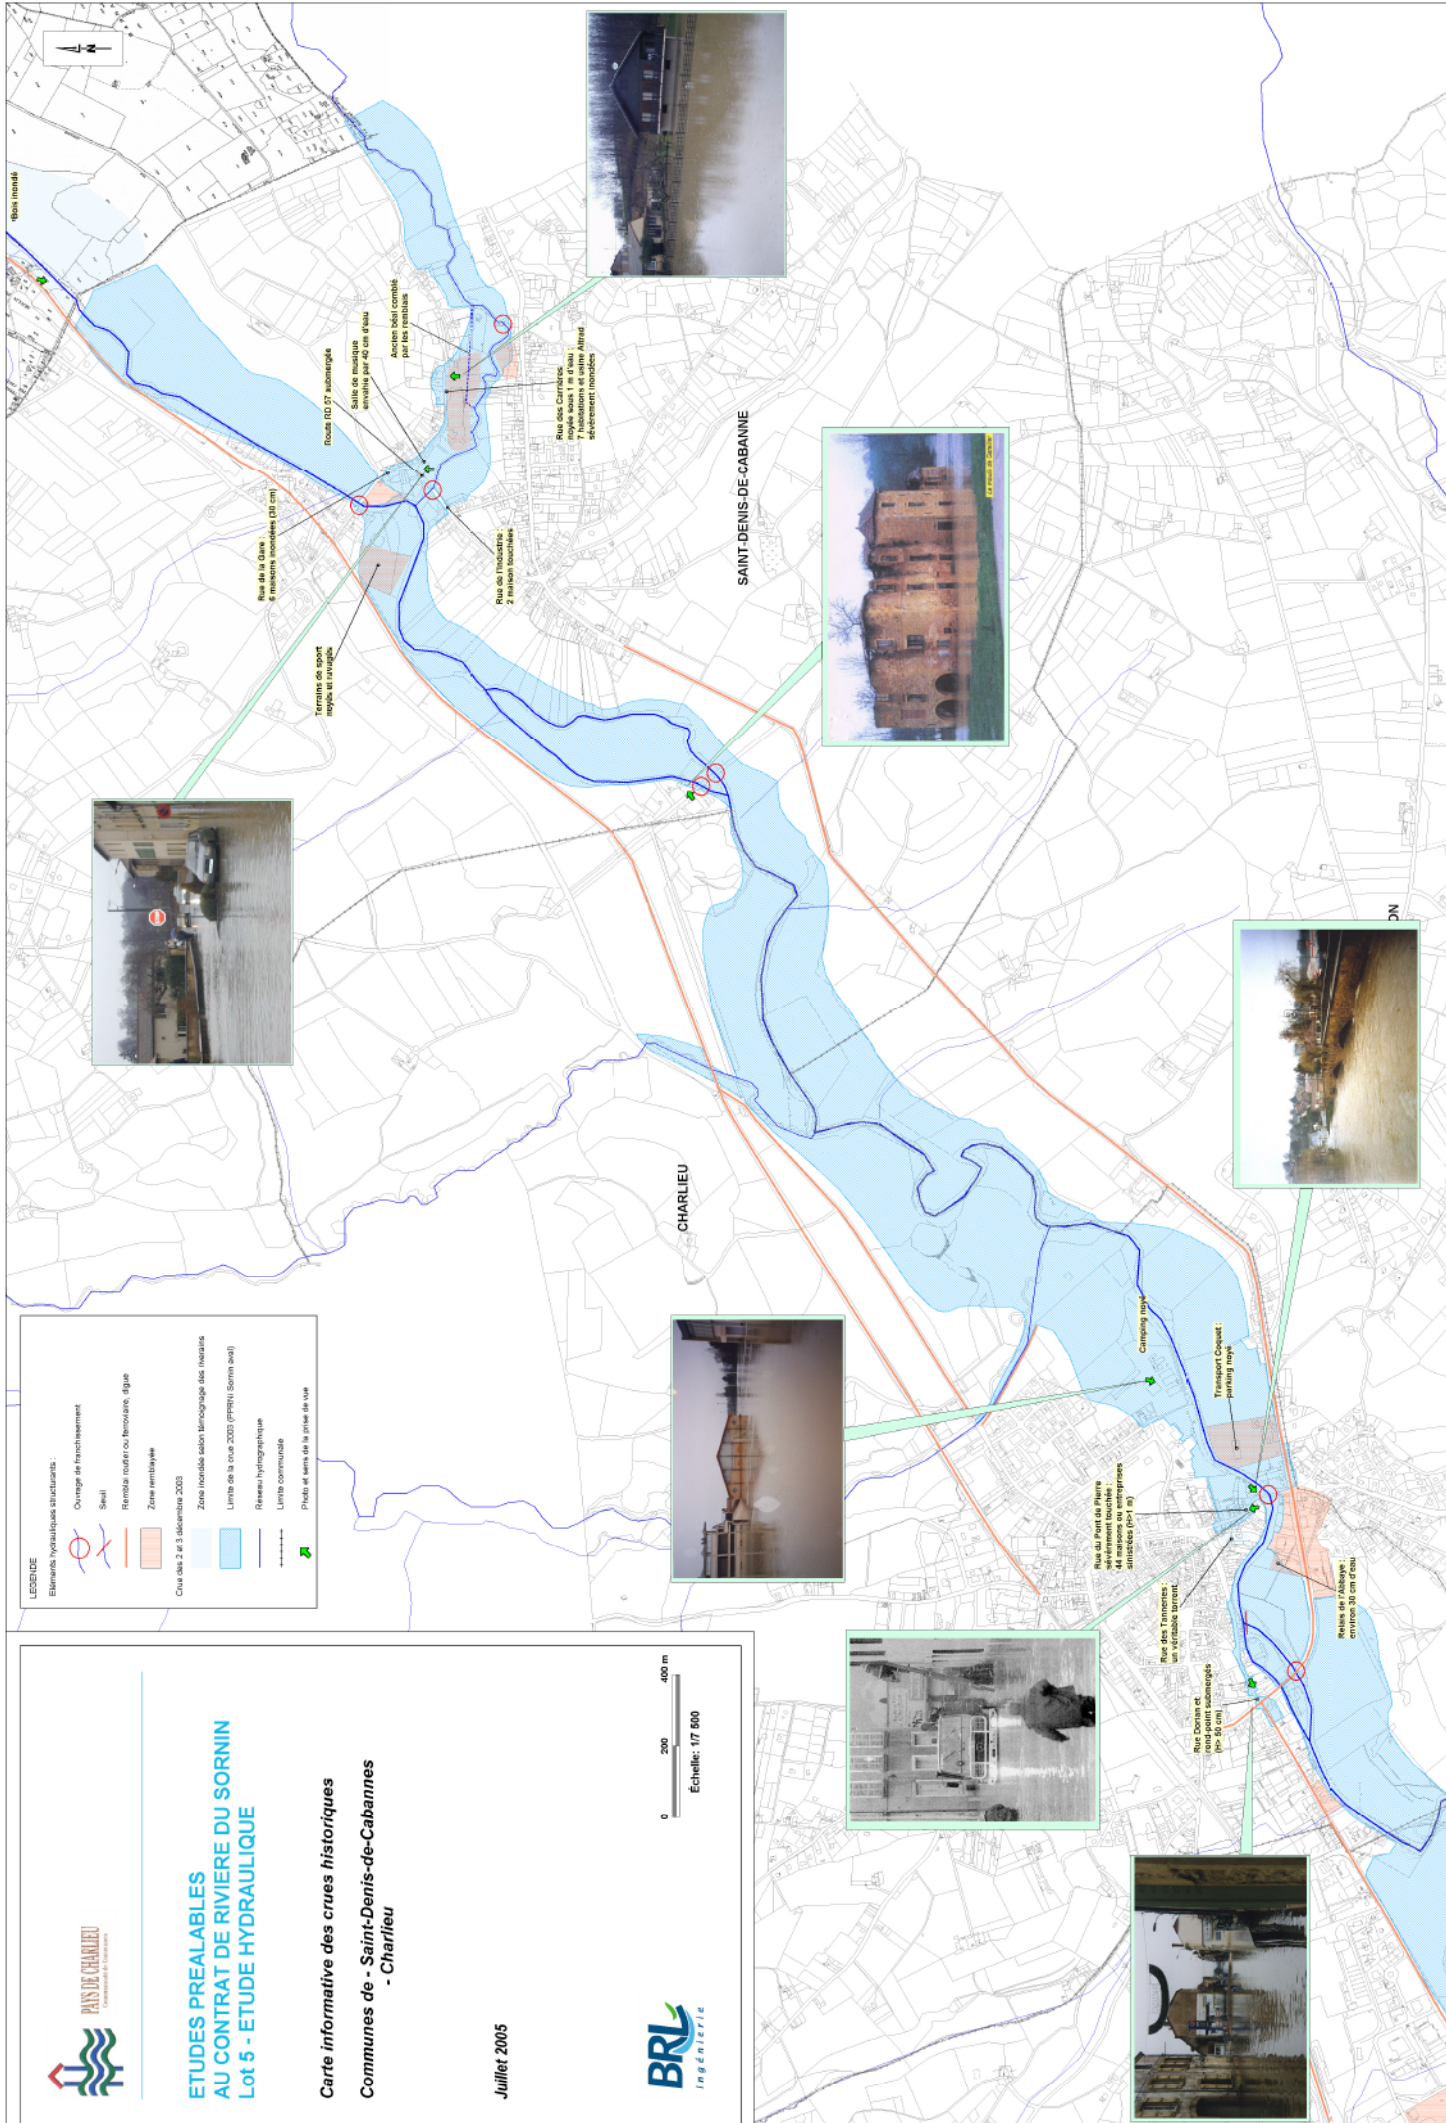 PAYS DE CHARLIEU
Communauté de Communes
ETUDES PREALABLES
AU CONTRAT DE RIVIERE DU SORNIN
Lot 5 - ETUDE HYDRAULIQUE
Carte informative des crues historiques
Communes de - Saint-Denis-de-Cabannes
- Charlieu
Juillet 2005
BRL
ingénierie
0 200 400 m
Échelle: 1/7 500
LEGENDE
Eléments hydrauliques structurants :
Ouvrage de franchissement
Seuil
Remblai routier ou ferroviaire, digue
Zone remblayée
Crue des 2 et 3 décembre 2003
Zone inondée selon témoignage des riverains
Limite de la crue 2003 (PPRNI Sornin aval)
Réseau hydrographique
Limite communale
Photo et sens de la prise de vue
N
Bois inondé
Route RD 57 submergée
Salle de musique
envahie par 40 cm d'eau
Ancien béal comblé
par les remblais
Rue de la Gare :
6 maisons inondées (30 cm)
Rue des Carrières
noyée sous 1 m d'eau :
7 habitations et usine Altrad
sévèrement inondées
Rue de l'Industrie :
2 maison touchées
Terrains de sport
noyés et ravagés
SAINT-DENIS-DE-CABANNE
CHARLIEU
ON
Camping noyé
Transport Coquet :
parking noyé
Rue du Pont de Pierre
sévèrement touchée :
44 maisons ou entreprises
sinistrées (H>1 m)
Rue des Tanneries :
un véritable torrent
Relais de l'Abbaye :
environ 30 cm d'eau
Rue Dorian et
rond-point submergés
(H> 50 cm)